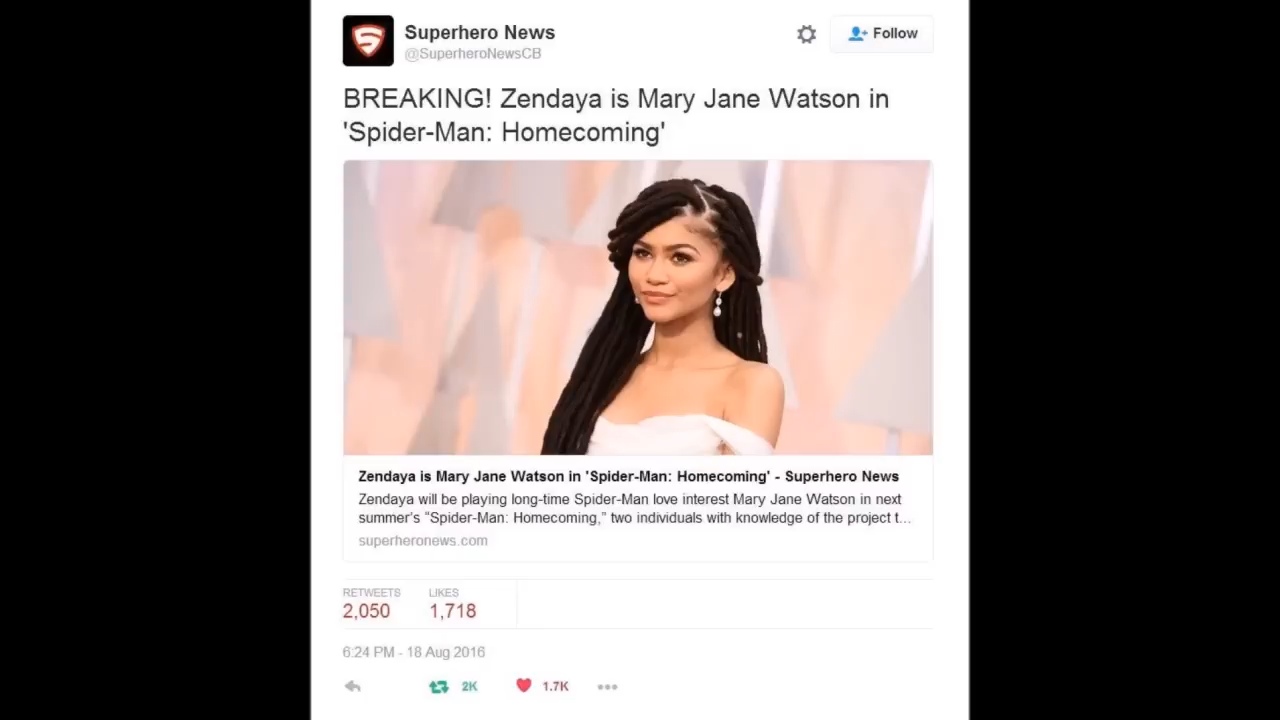 Superhero News
@SuperheroNewsCB
Follow
BREAKING! Zendaya is Mary Jane Watson in
'Spider-Man: Homecoming'
Zendaya is Mary Jane Watson in 'Spider-Man: Homecoming' - Superhero News
Zendaya will be playing long-time Spider-Man love interest Mary Jane Watson in next
summer's “Spider-Man: Homecoming,” two individuals with knowledge of the project t...
superheronews.com
RETWEETS LIKES
2,050 1,718
6:24 PM - 18 Aug 2016
2K 1.7K